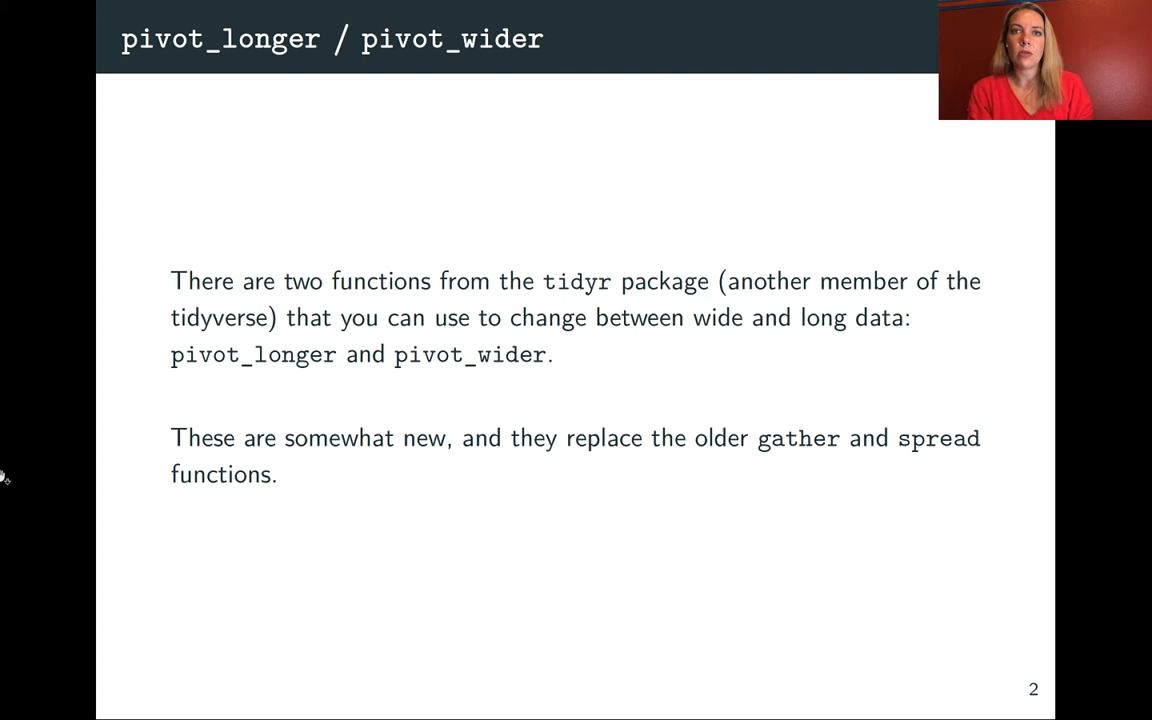 pivot_longer / pivot_wider
There are two functions from the tidyr package (another member of the
tidyverse) that you can use to change between wide and long data:
pivot_longer and pivot_wider.
These are somewhat new, and they replace the older gather and spread
functions.
2